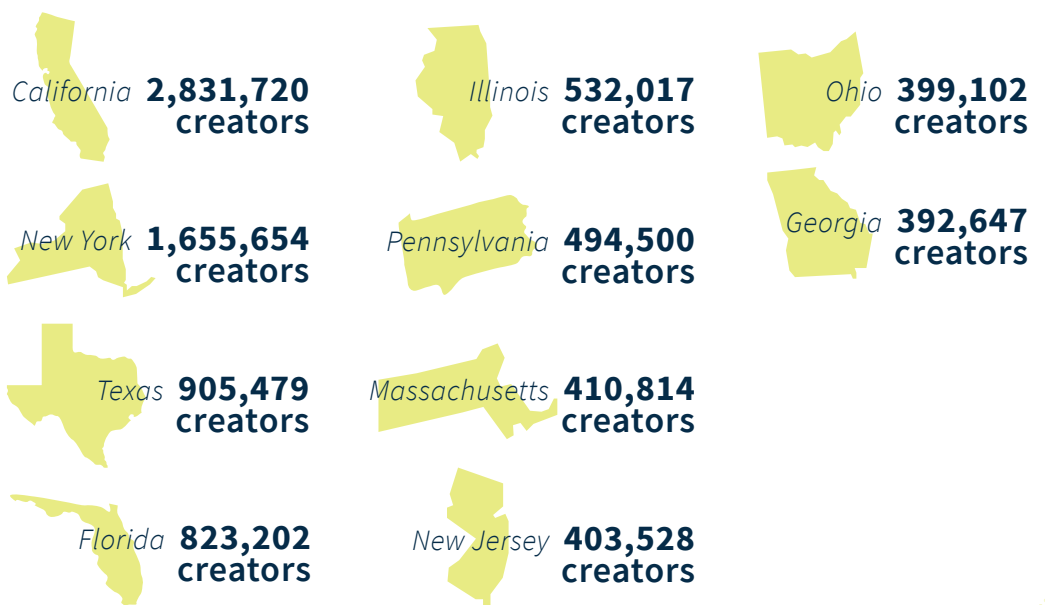 California 2,831,720
creators
New York 1,655,654
creators
Texas 905,479
creators
Florida 823,202
creators
Illinois 532,017
creators
Pennsylvania 494,500
creators
Massachusetts 410,814
creators
New Jersey 403,528
creators
Ohio 399,102
creators
Georgia 392,647
creators